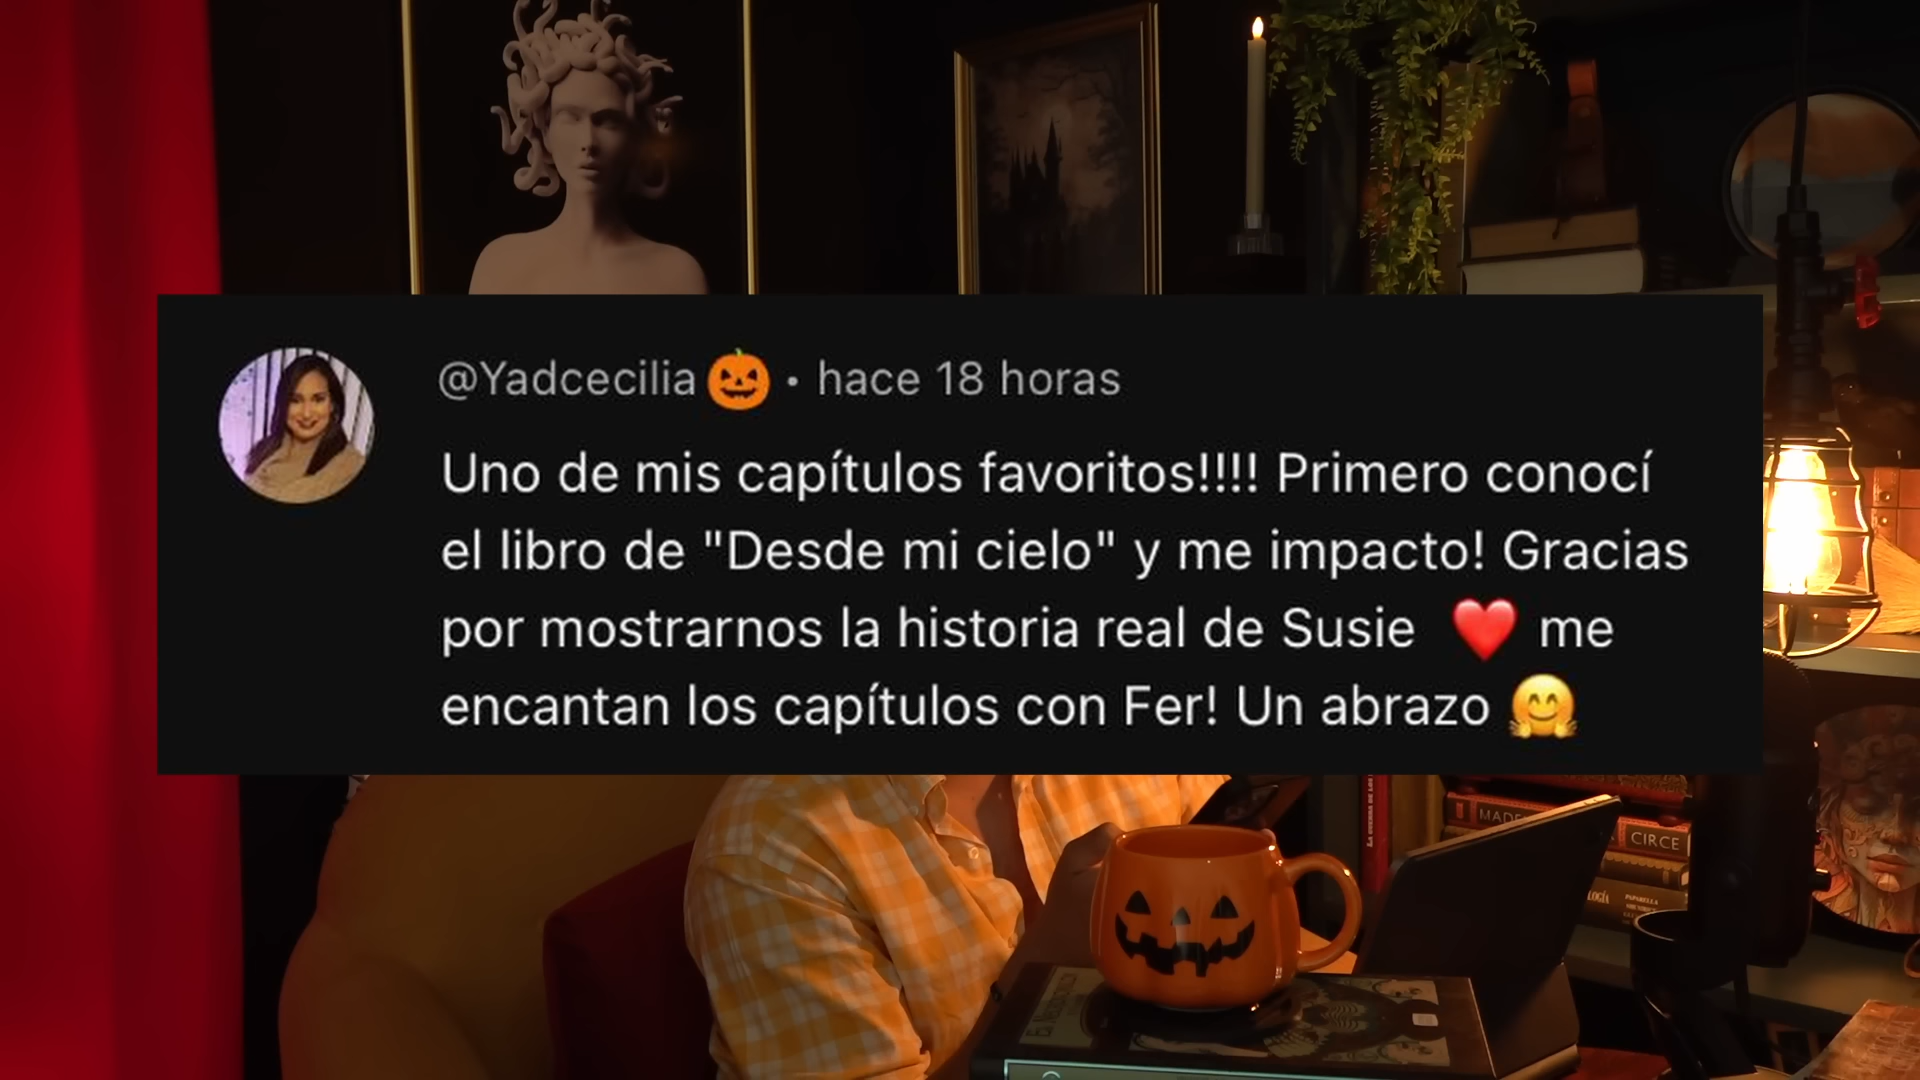 @Yadcecilia🎃 • hace 18 horas
Uno de mis capítulos favoritos!!!! Primero conocí
el libro de "Desde mi cielo" y me impacto! Gracias
por mostrarnos la historia real de Susie ❤️ me
encantan los capítulos con Fer! Un abrazo 🤗
CIRCE